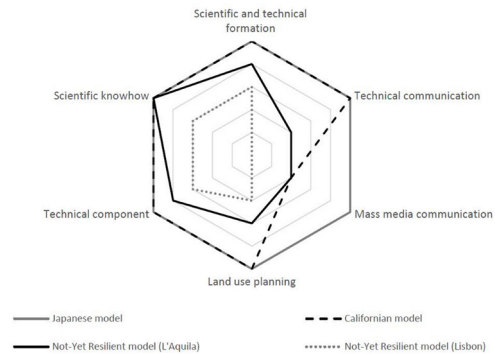 Scientific and technical
formation
Scientific knowhow
Technical communication
Technical component
Mass media communication
Land use planning
Japanese model
Californian model
Not-Yet Resilient model (L'Aquila)
Not-Yet Resilient model (Lisbon)